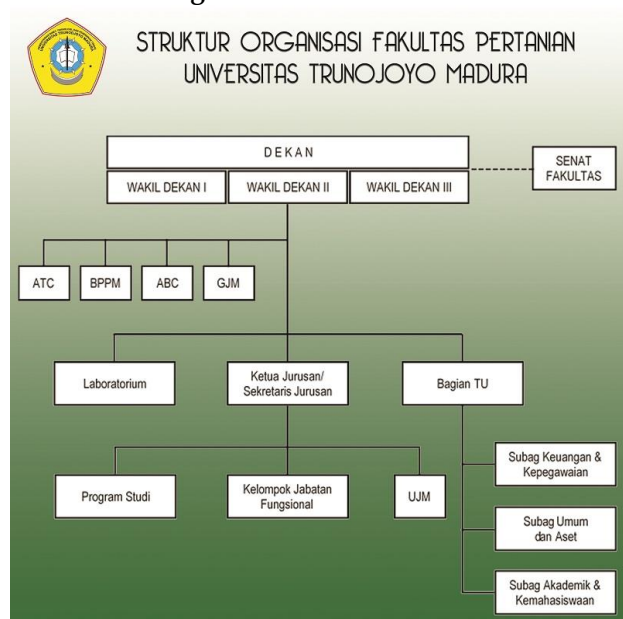 STRUKTUR ORGANISASI FAKULTAS PERTANIAN
UNIVERSITAS TRUNOJOYO MADURA
DEKAN
WAKIL DEKAN I
WAKIL DEKAN II
WAKIL DEKAN III
SENAT
FAKULTAS
ATC
BPPM
ABC
GJM
Laboratorium
Ketua Jurusan/
Sekretaris Jurusan
Bagian TU
Program Studi
Kelompok Jabatan
Fungsional
UJM
Subag Keuangan &
Kepegawaian
Subag Umum
dan Aset
Subag Akademik &
Kemahasiswaan